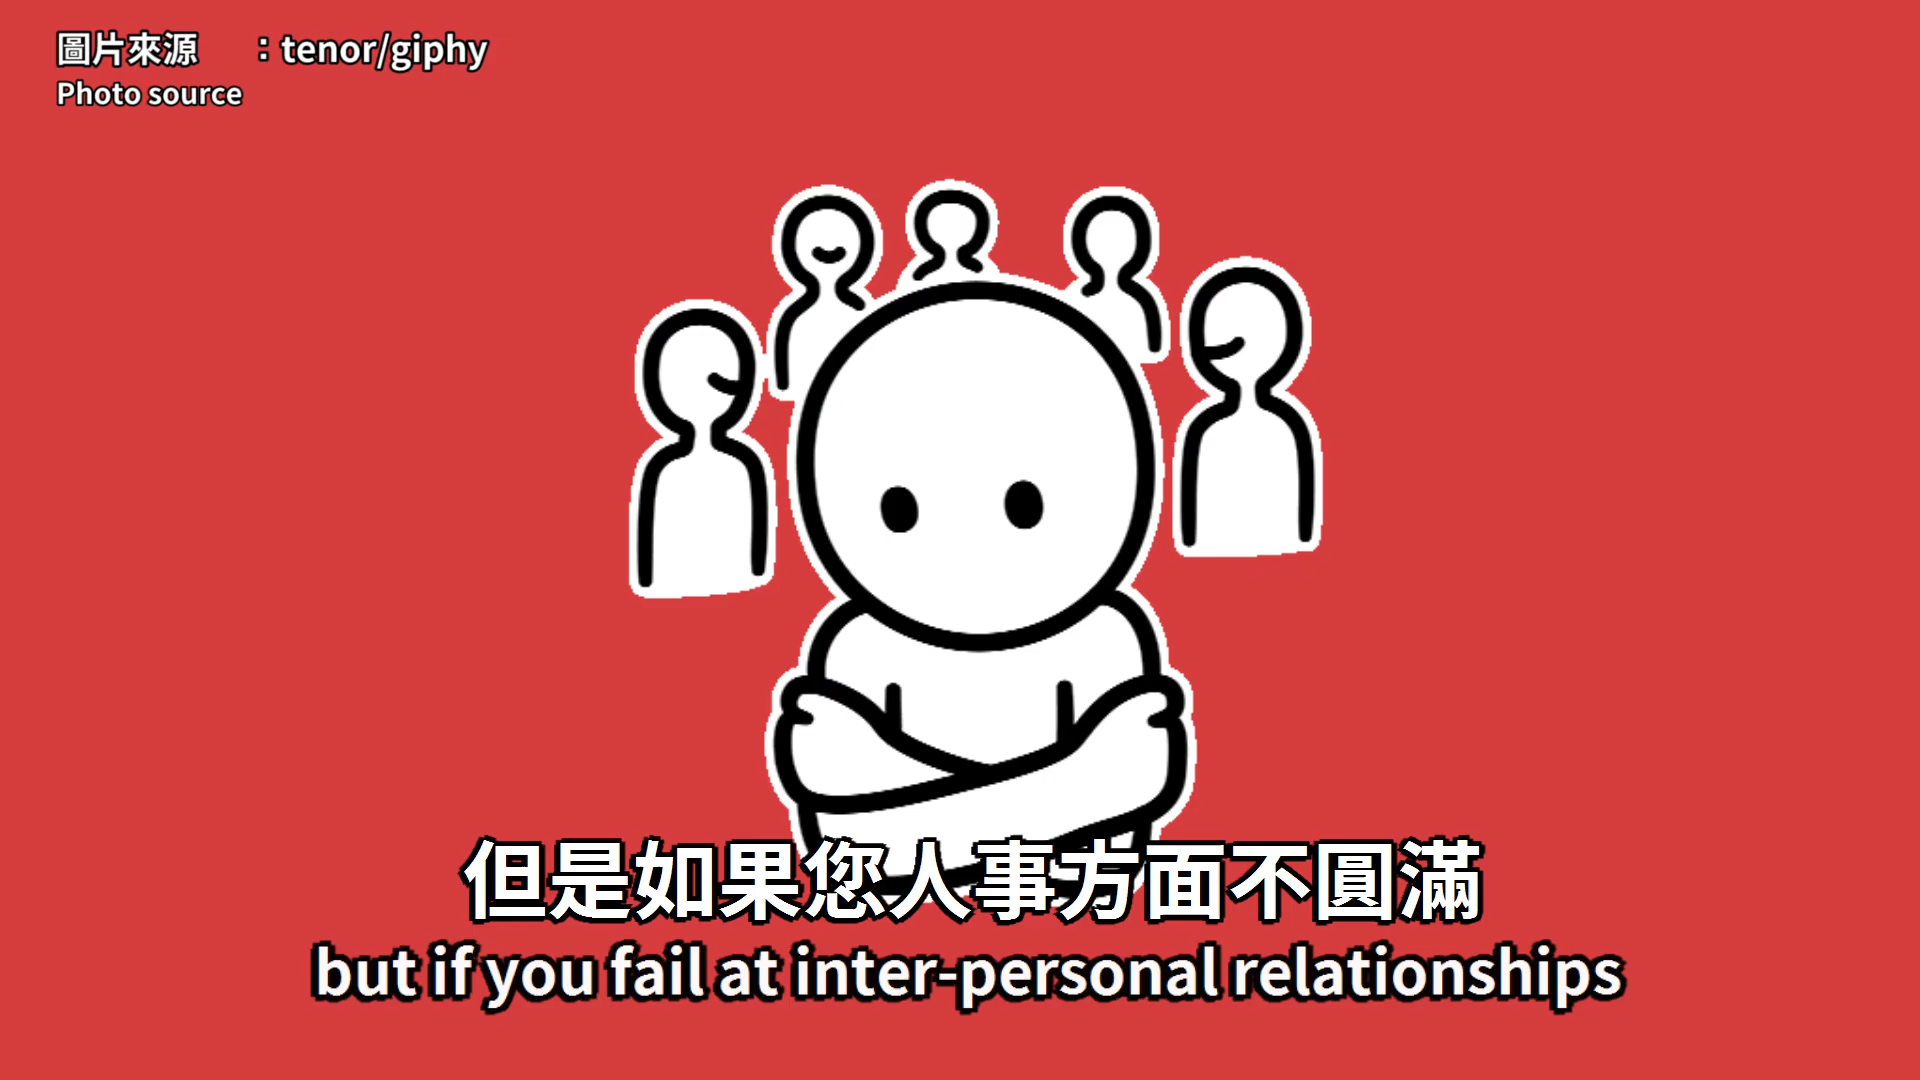 圖片來源 ：tenor/giphy
Photo source
但是如果您人事方面不圓滿
but if you fail at inter-personal relationships